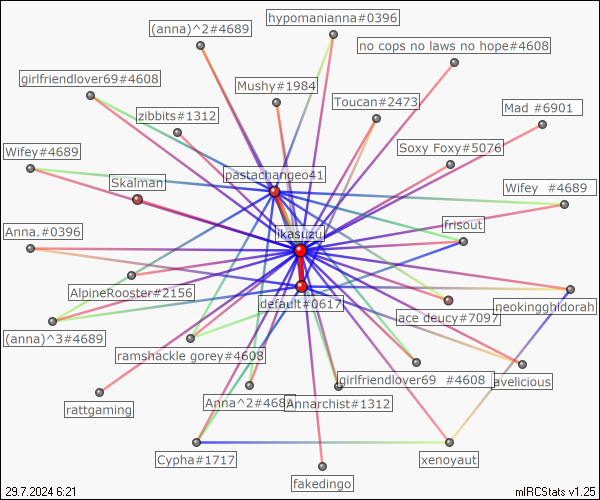 hypomanianna#0396
(anna)^2#4689
no cops no laws no hope#4608
girlfriendlover69#4608
Mushy#1984
Toucan#2473
zibbits#1312
Mad #6901
Soxy Foxy#5076
Wifey#4689
pastachangeo41
Skalman
Wifey #4689
frisout
Anna.#0396
ikasuzu
AlpineRooster#2156
default#0617
neokingghidorah
ace deucy#7097
(anna)^3#4689
ramshackle gorey#4608
girlfriendlover69 #4608
avelicious
Anna^2#4689
Annarchist#1312
rattgaming
Cypha#1717
xenoyaut
fakedingo
29.7.2024 6:21
mIRCStats v1.25